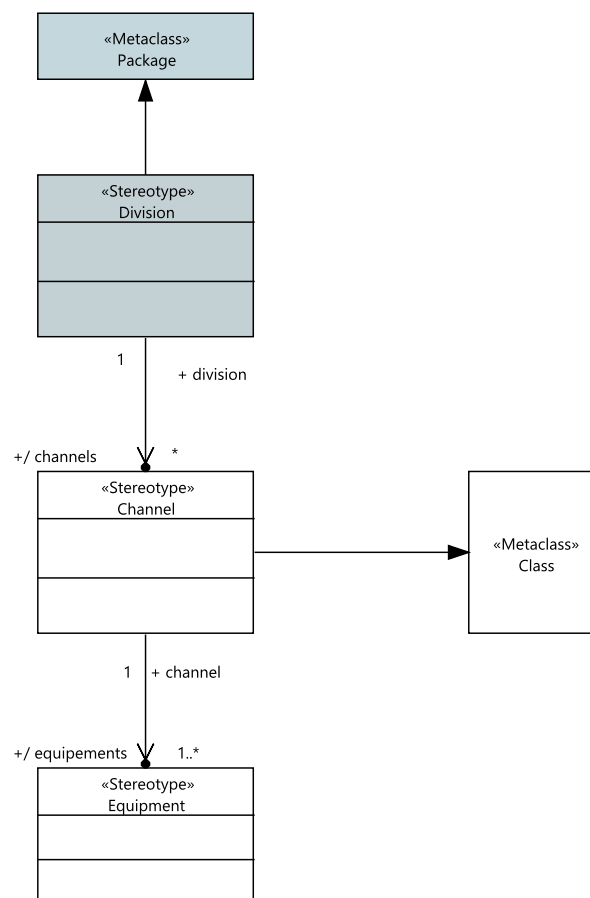 «Metaclass»
Package
«Stereotype»
Division
1
+ division
+/ channels
*
«Stereotype»
Channel
«Metaclass»
Class
1
+ channel
+/ equipements
1..*
«Stereotype»
Equipment